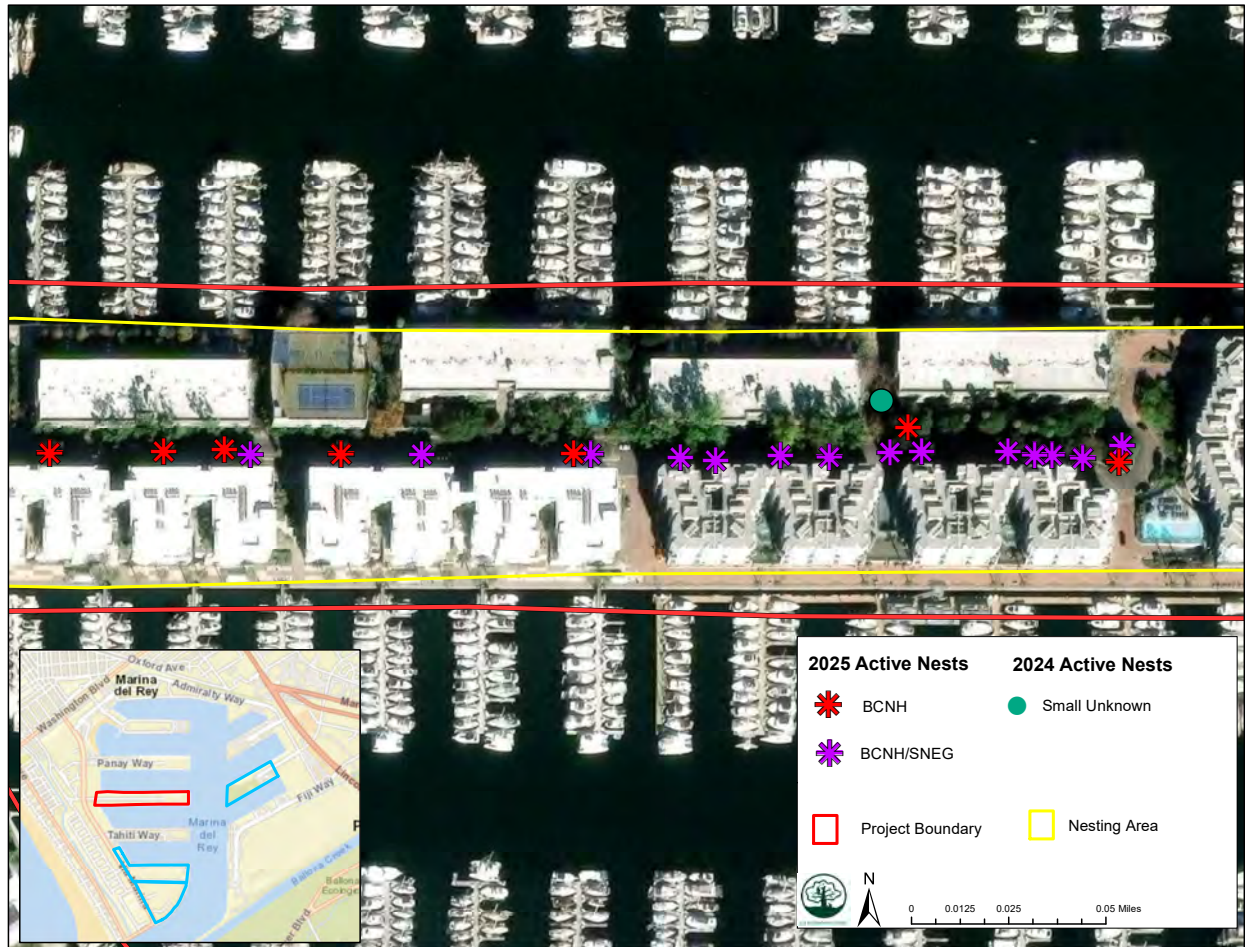 Oxford Ave
Marina
del Rey
Admiralty Way
Washington Blvd
Panay Way
Fiji Way
Tahiti Way
Marina
del
Rey
Via Marina
Ballona Creek
2025 Active Nests
2024 Active Nests
BCNH
Small Unknown
BCNH/SNEG
Project Boundary
Nesting Area
N
0
0.0125
0.025
0.05 Miles